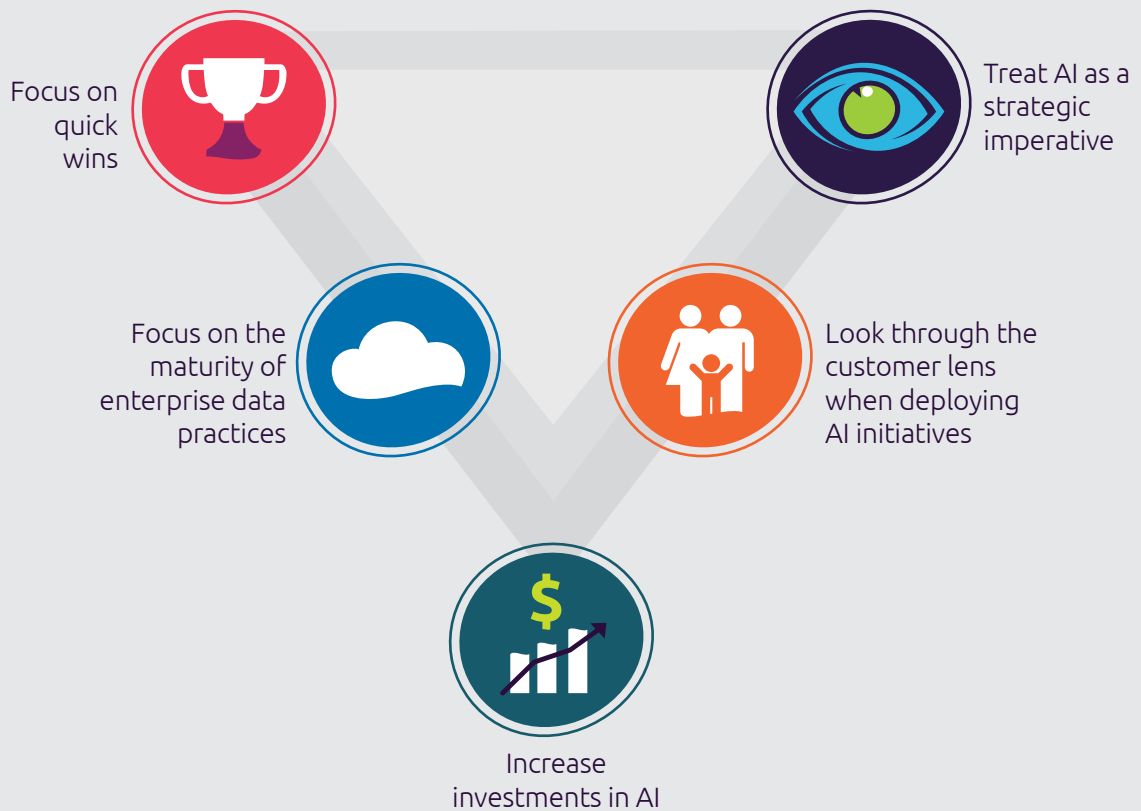 Focus on
quick
wins
Treat AI as a
strategic
imperative
Focus on the
maturity of
enterprise data
practices
Look through the
customer lens
when deploying
AI initiatives
$
Increase
investments in AI